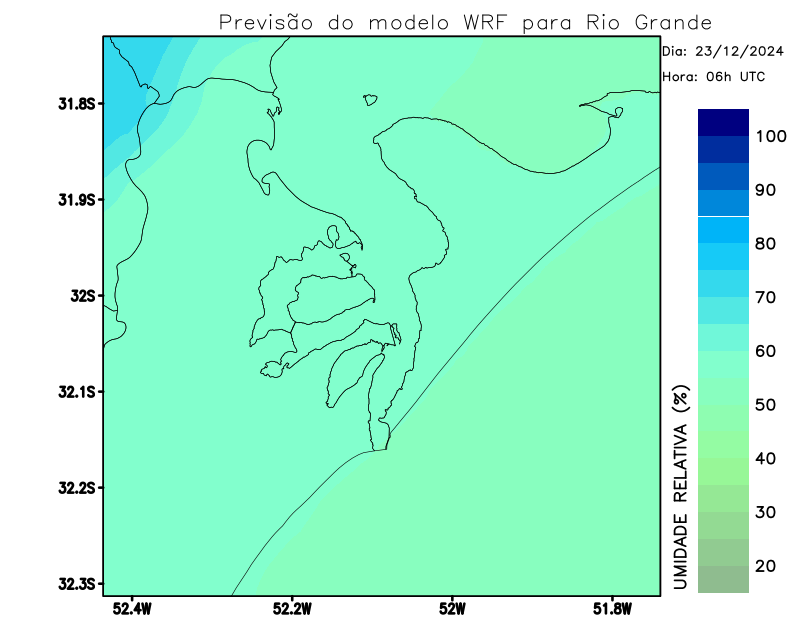 Previsão do modelo WRF para Rio Grande
Dia: 23/12/2024
Hora: 06h UTC
31.8S
31.9S
32S
32.1S
32.2S
32.3S
52.4W
52.2W
52W
51.8W
UMIDADE RELATIVA (%)
100
90
80
70
60
50
40
30
20